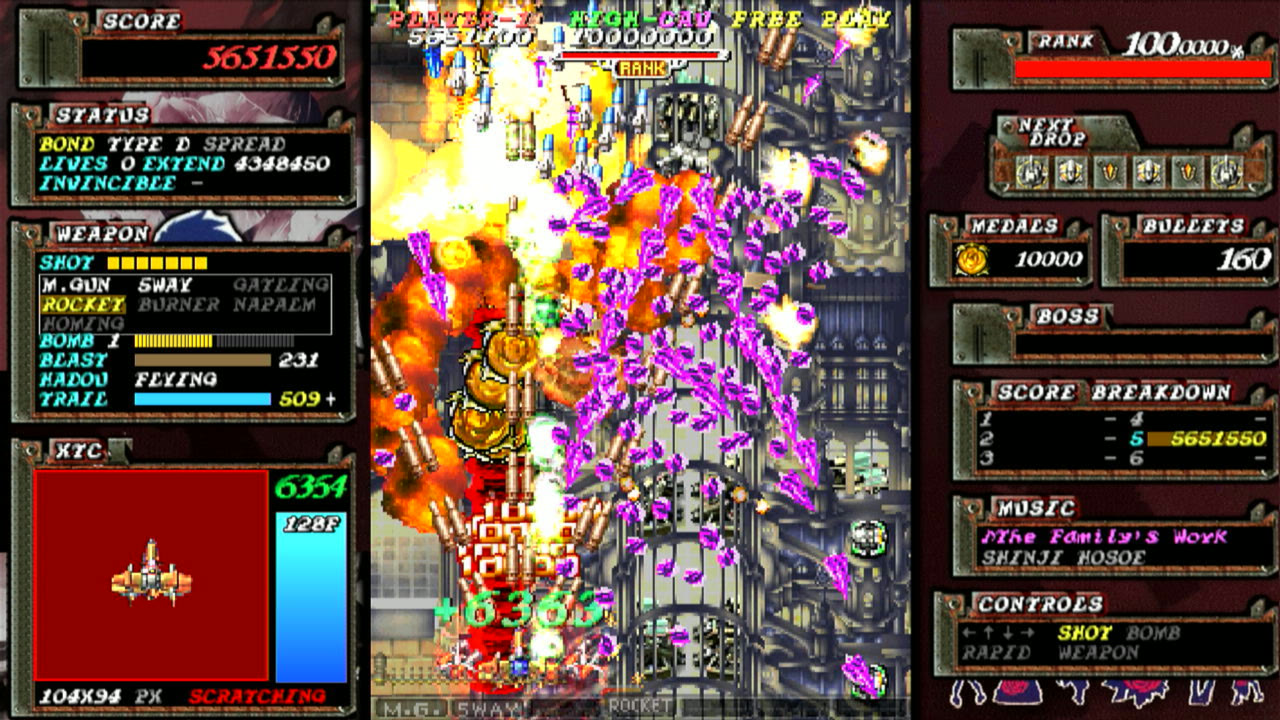 SCORE
5651550
STATUS
BOND TYPE D SPREAD
LIVES 0 EXTEND 4348450
INVINCIBLE -
WEAPON
SHOT
M.GUN SWAY GATLING
ROCKET BURNER NAPALM
HOMING
BOMB 1
BLAST 231
HADOU FLYING
TRAIL 509 +
XTC
6354
128F
104X94 PX SCRATCHING
PLAYER-1 HIGH-CAU FREE PLAY
5651100 10000000
RANK
+6363
M.G. SWAY ROCKET
RANK 100.0000%
NEXT DROP
MEDALS
10000
BULLETS
160
BOSS
SCORE BREAKDOWN
1 - 4 -
2 - 5 5651550
3 - 6 -
MUSIC
♪The Family's Work
SHINJI HOSOE
CONTROLS
←↑↓→ SHOT BOMB
RAPID WEAPON